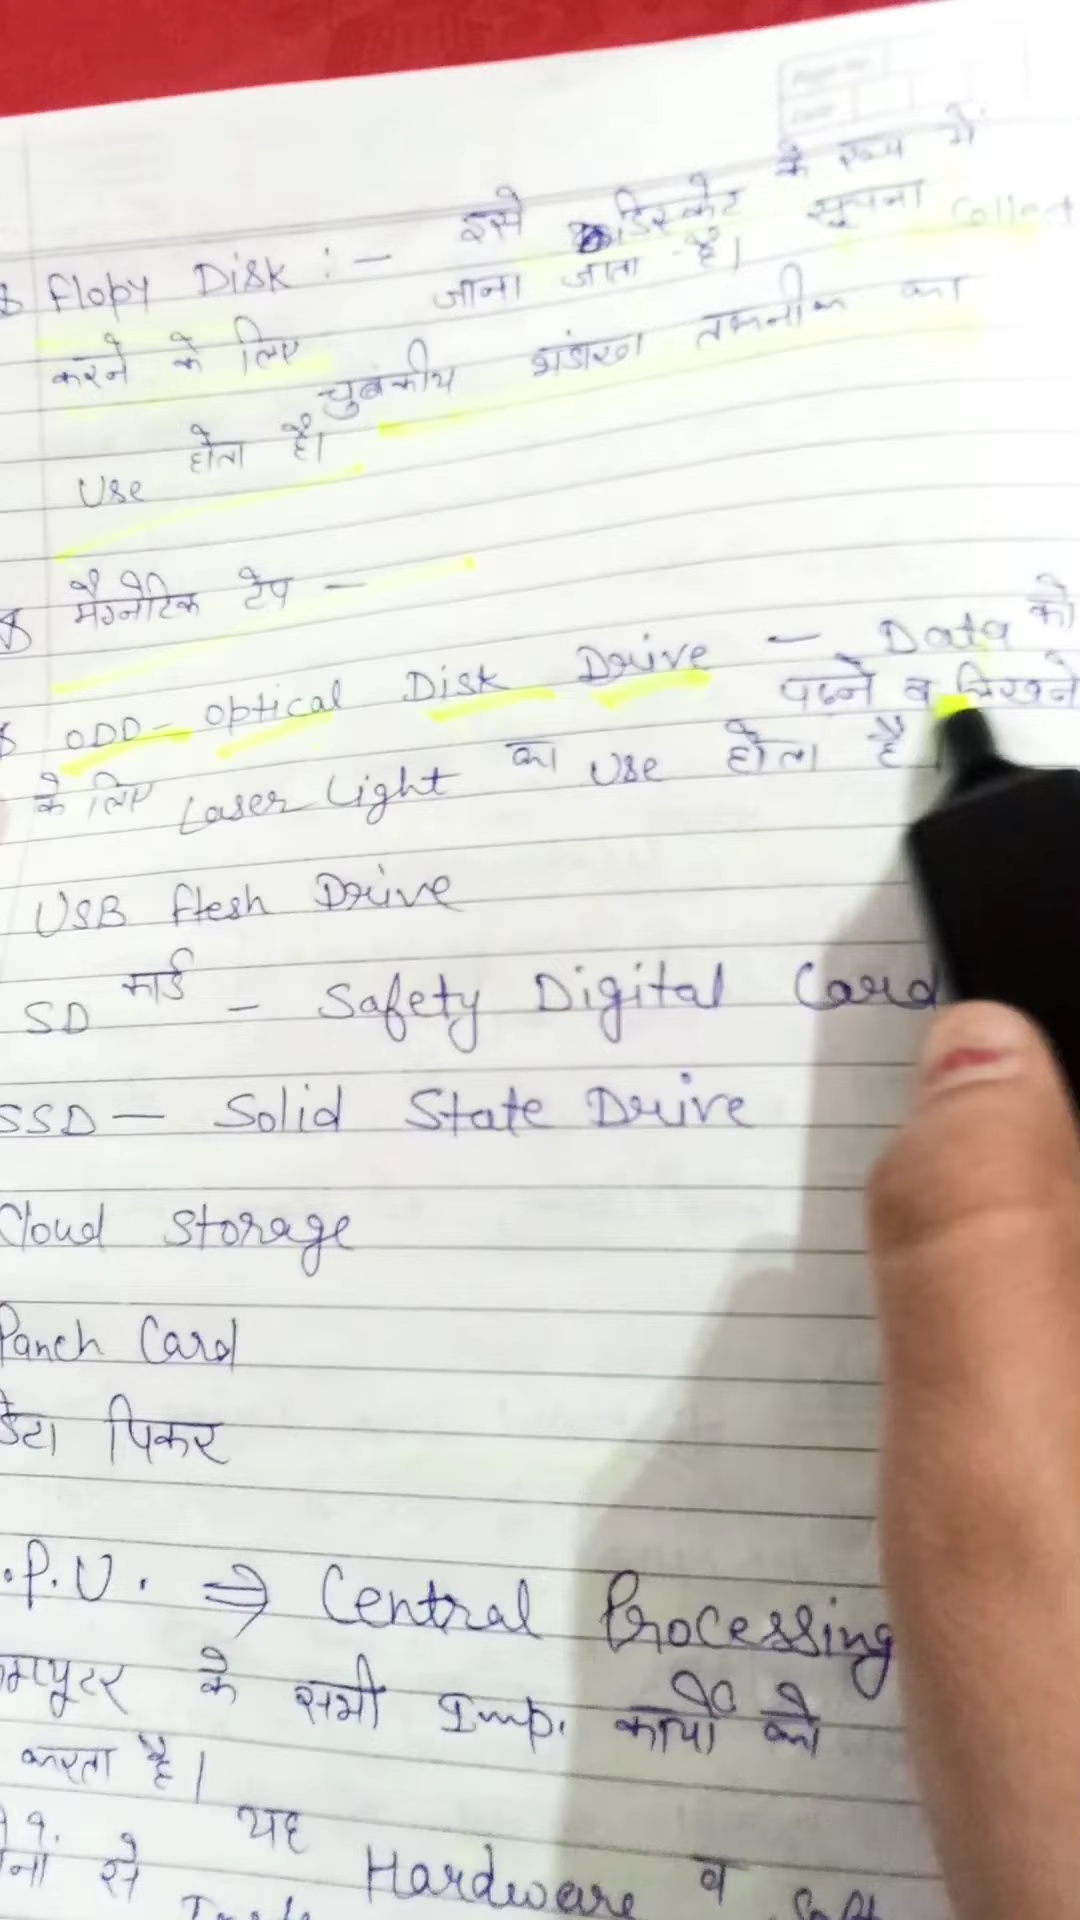 Flopy Disk : - इसे डिस्केट के रूप में
जाना जाता है। सूचना Collect
करने के लिए चुबंकीय भंडारण तकनीक का
Use होता है।
मैग्नेटिक टेप -
ODD - Optical Disk Drive - Data को
पढ़ने व लिखने
के लिए Laser Light का Use होता है।
USB flesh Drive
SD कार्ड - Safety Digital Card
SSD - Solid State Drive
Cloud Storage
Panch Card
डेटा पिकर
.P.U. ⇒ Central Processing
म्प्यूटर के सभी Imp. कार्यो को
करता है।
यह Hardware व
से